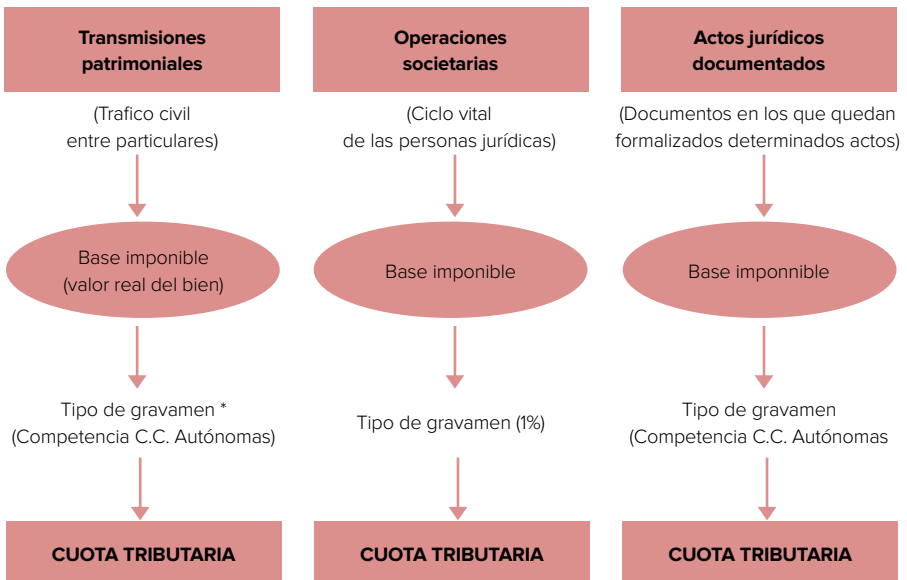 Transmisiones
patrimoniales
(Trafico civil
entre particulares)
Base imponible
(valor real del bien)
Tipo de gravamen *
(Competencia C.C. Autónomas)
CUOTA TRIBUTARIA
Operaciones
societarias
(Ciclo vital
de las personas jurídicas)
Base imponible
Tipo de gravamen (1%)
CUOTA TRIBUTARIA
Actos jurídicos
documentados
(Documentos en los que quedan
formalizados determinados actos)
Base imponnible
Tipo de gravamen
(Competencia C.C. Autónomas
CUOTA TRIBUTARIA